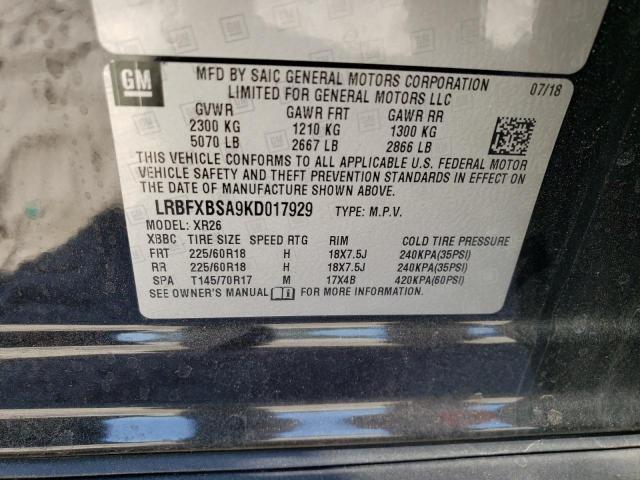 GM
MFD BY SAIC GENERAL MOTORS CORPORATION
LIMITED FOR GENERAL MOTORS LLC
07/18
GVWR GAWR FRT GAWR RR
2300 KG 1210 KG 1300 KG
5070 LB 2667 LB 2866 LB
THIS VEHICLE CONFORMS TO ALL APPLICABLE U.S. FEDERAL MOTOR
VEHICLE SAFETY AND THEFT PREVENTION STANDARDS IN EFFECT ON
THE DATE OF MANUFACTURE SHOWN ABOVE.
LRBFXBSA9KD017929 TYPE: M.P.V.
MODEL: XR26
XBBC TIRE SIZE SPEED RTG RIM COLD TIRE PRESSURE
FRT 225/60R18 H 18X7.5J 240KPA(35PSI)
RR 225/60R18 H 18X7.5J 240KPA(35PSI)
SPA T145/70R17 M 17X4B 420KPA(60PSI)
SEE OWNER'S MANUAL FOR MORE INFORMATION.